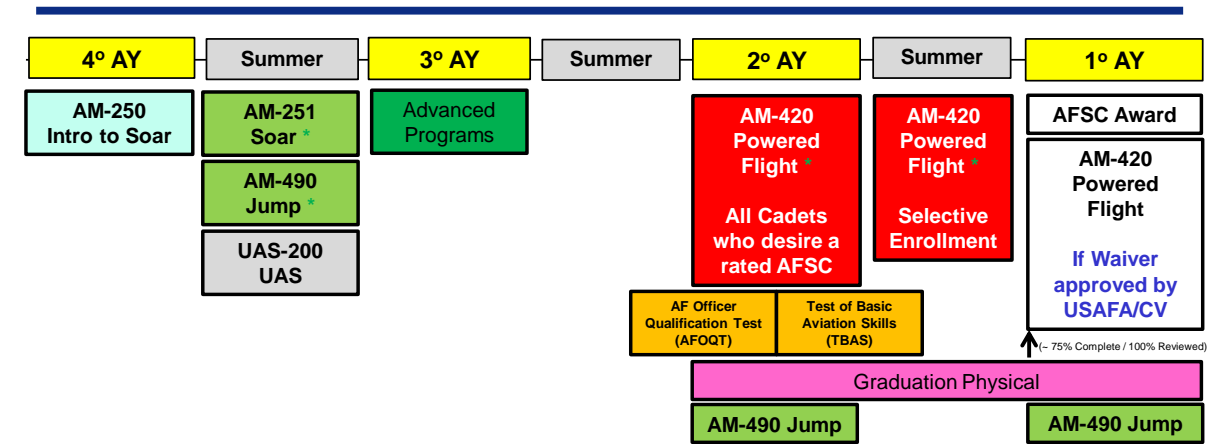 4º AY
Summer
3º AY
Summer
2º AY
Summer
1º AY
AM-250
Intro to Soar
AM-251
Soar *
AM-490
Jump *
UAS-200
UAS
Advanced
Programs
AM-420
Powered
Flight *
All Cadets
who desire a
rated AFSC
AM-420
Powered
Flight *
Selective
Enrollment
AFSC Award
AM-420
Powered
Flight
If Waiver
approved by
USAFA/CV
AF Officer
Qualification Test
(AFOQT)
Test of Basic
Aviation Skills
(TBAS)
(~ 75% Complete / 100% Reviewed)
Graduation Physical
AM-490 Jump
AM-490 Jump